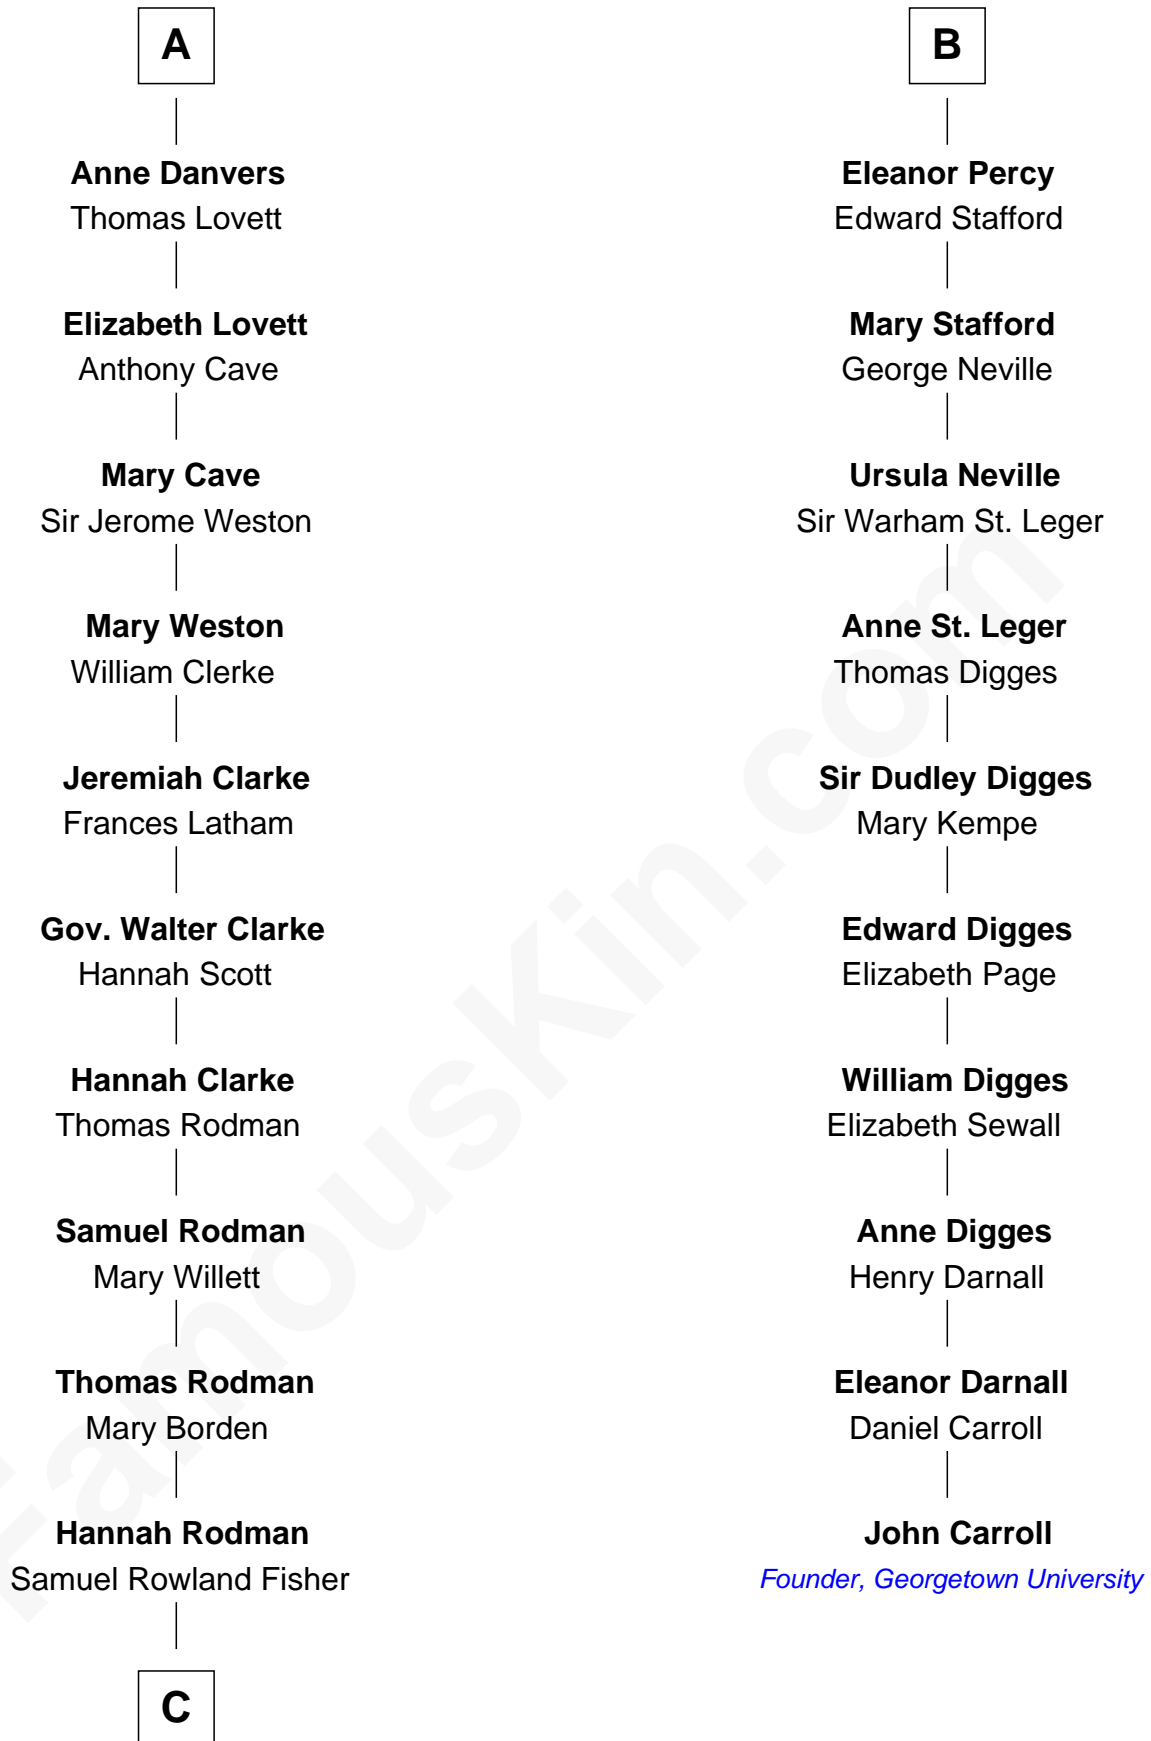 A
Anne Danvers
Thomas Lovett
Elizabeth Lovett
Anthony Cave
Mary Cave
Sir Jerome Weston
Mary Weston
William Clerke
Jeremiah Clarke
Frances Latham
Gov. Walter Clarke
Hannah Scott
Hannah Clarke
Thomas Rodman
Samuel Rodman
Mary Willett
Thomas Rodman
Mary Borden
Hannah Rodman
Samuel Rowland Fisher
C
B
Eleanor Percy
Edward Stafford
Mary Stafford
George Neville
Ursula Neville
Sir Warham St. Leger
Anne St. Leger
Thomas Digges
Sir Dudley Digges
Mary Kempe
Edward Digges
Elizabeth Page
William Digges
Elizabeth Sewall
Anne Digges
Henry Darnall
Eleanor Darnall
Daniel Carroll
John Carroll
Founder, Georgetown University
FamousKin.com